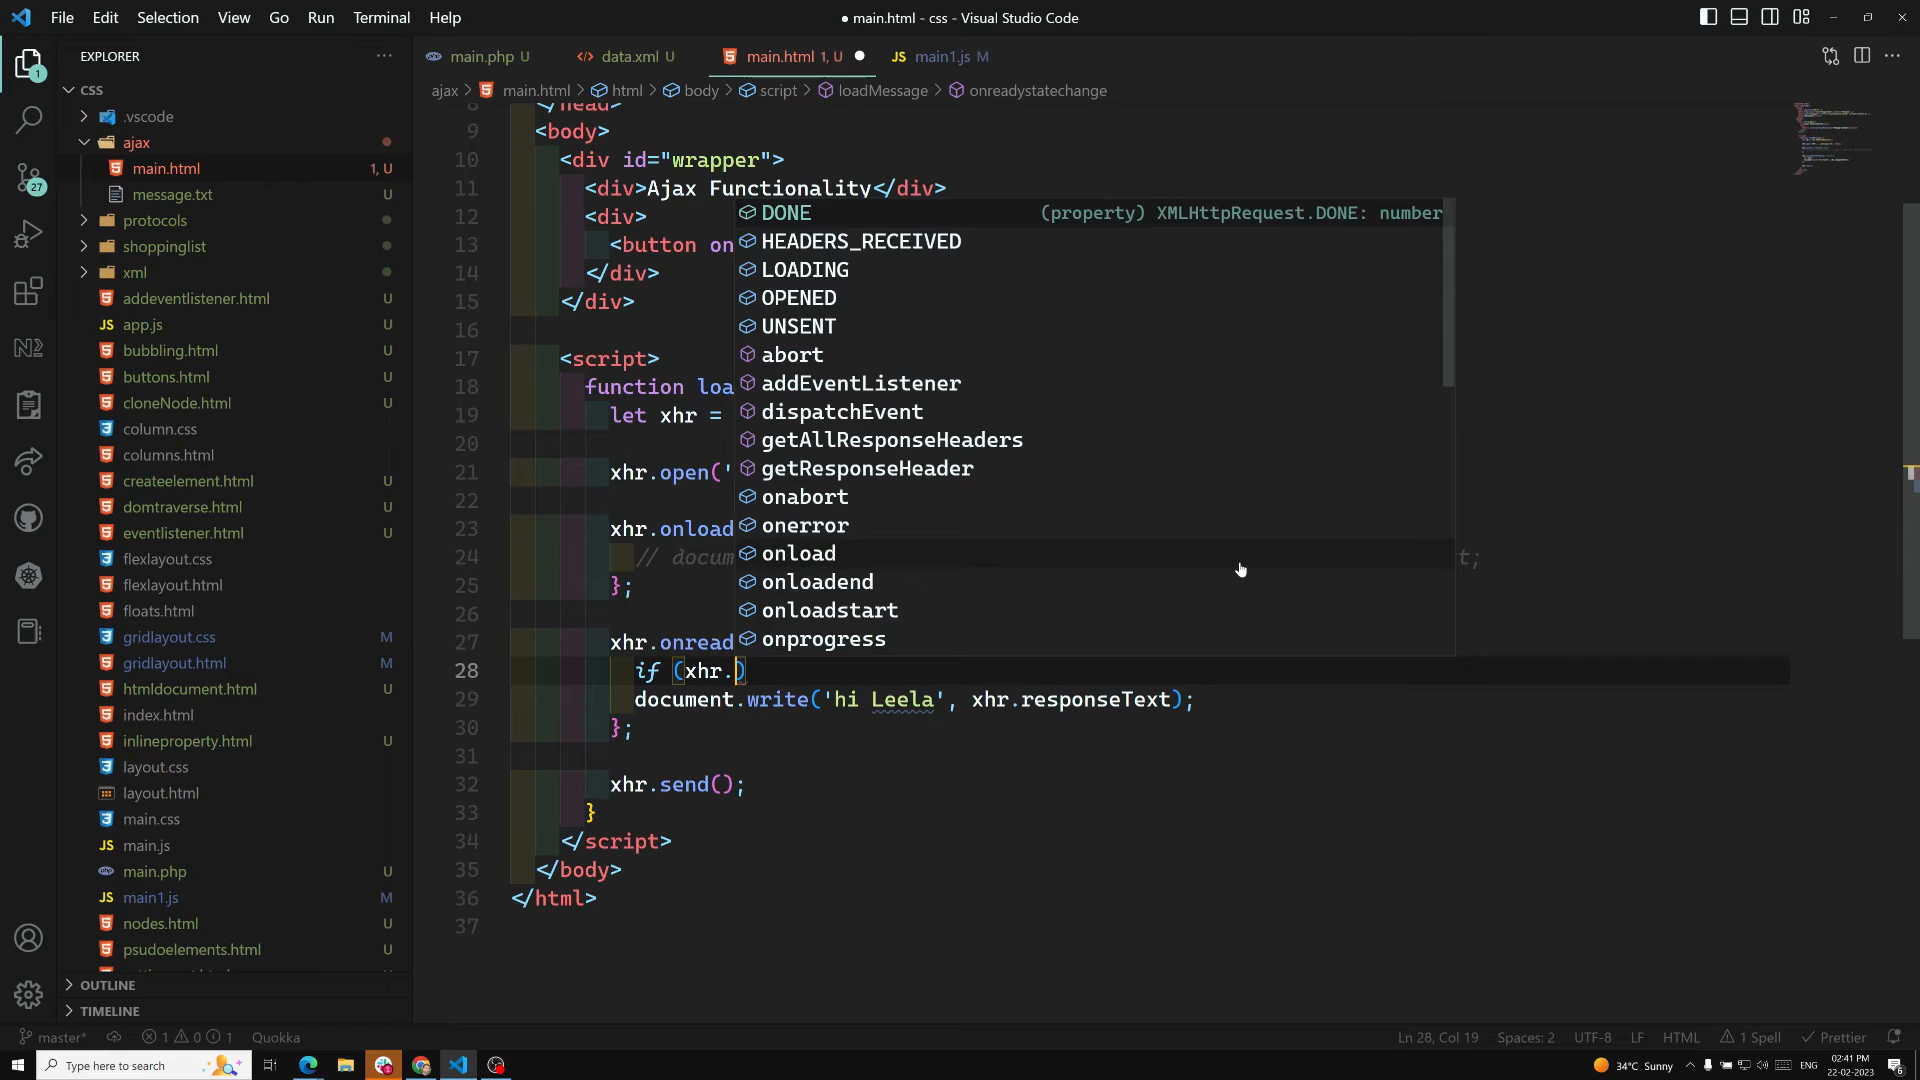 File Edit Selection View Go Run Terminal Help
● main.html - css - Visual Studio Code
EXPLORER
main.php U
data.xml U
main.html 1, U
JS main1.js M
ajax > main.html > html > body > script > loadMessage > onreadystatechange
CSS
.vscode
ajax
main.html 1, U
message.txt U
protocols
shoppinglist
xml
addeventlistener.html U
JS app.js U
bubbling.html U
buttons.html U
cloneNode.html U
column.css U
columns.html U
createelement.html U
domtraverse.html U
eventlistener.html U
flexlayout.css U
flexlayout.html U
floats.html U
gridlayout.css M
gridlayout.html M
htmldocument.html U
index.html
inlineproperty.html U
layout.css
layout.html
main.css
JS main.js
main.php U
JS main1.js M
nodes.html U
psudoelements.html U
OUTLINE
TIMELINE
8 </head>
9 <body>
10 <div id="wrapper">
11 <div>Ajax Functionality</div>
12 <div>
13 <button on
14 </div>
15 </div>
16
17 <script>
18 function loa
19 let xhr =
20
21 xhr.open('
22
23 xhr.onload
24 // docum t;
25 };
26
27 xhr.onread
28 if (xhr.)
29 document.write('hi Leela', xhr.responseText);
30 };
31
32 xhr.send();
33 }
34 </script>
35 </body>
36 </html>
37
DONE (property) XMLHttpRequest.DONE: number
HEADERS_RECEIVED
LOADING
OPENED
UNSENT
abort
addEventListener
dispatchEvent
getAllResponseHeaders
getResponseHeader
onabort
onerror
onload
onloadend
onloadstart
onprogress
1
27
master* 1 0 1 Quokka
Ln 28, Col 19 Spaces: 2 UTF-8 LF HTML 1 Spell Prettier
Type here to search
34°C Sunny ENG 02:41 PM
22-02-2023
6